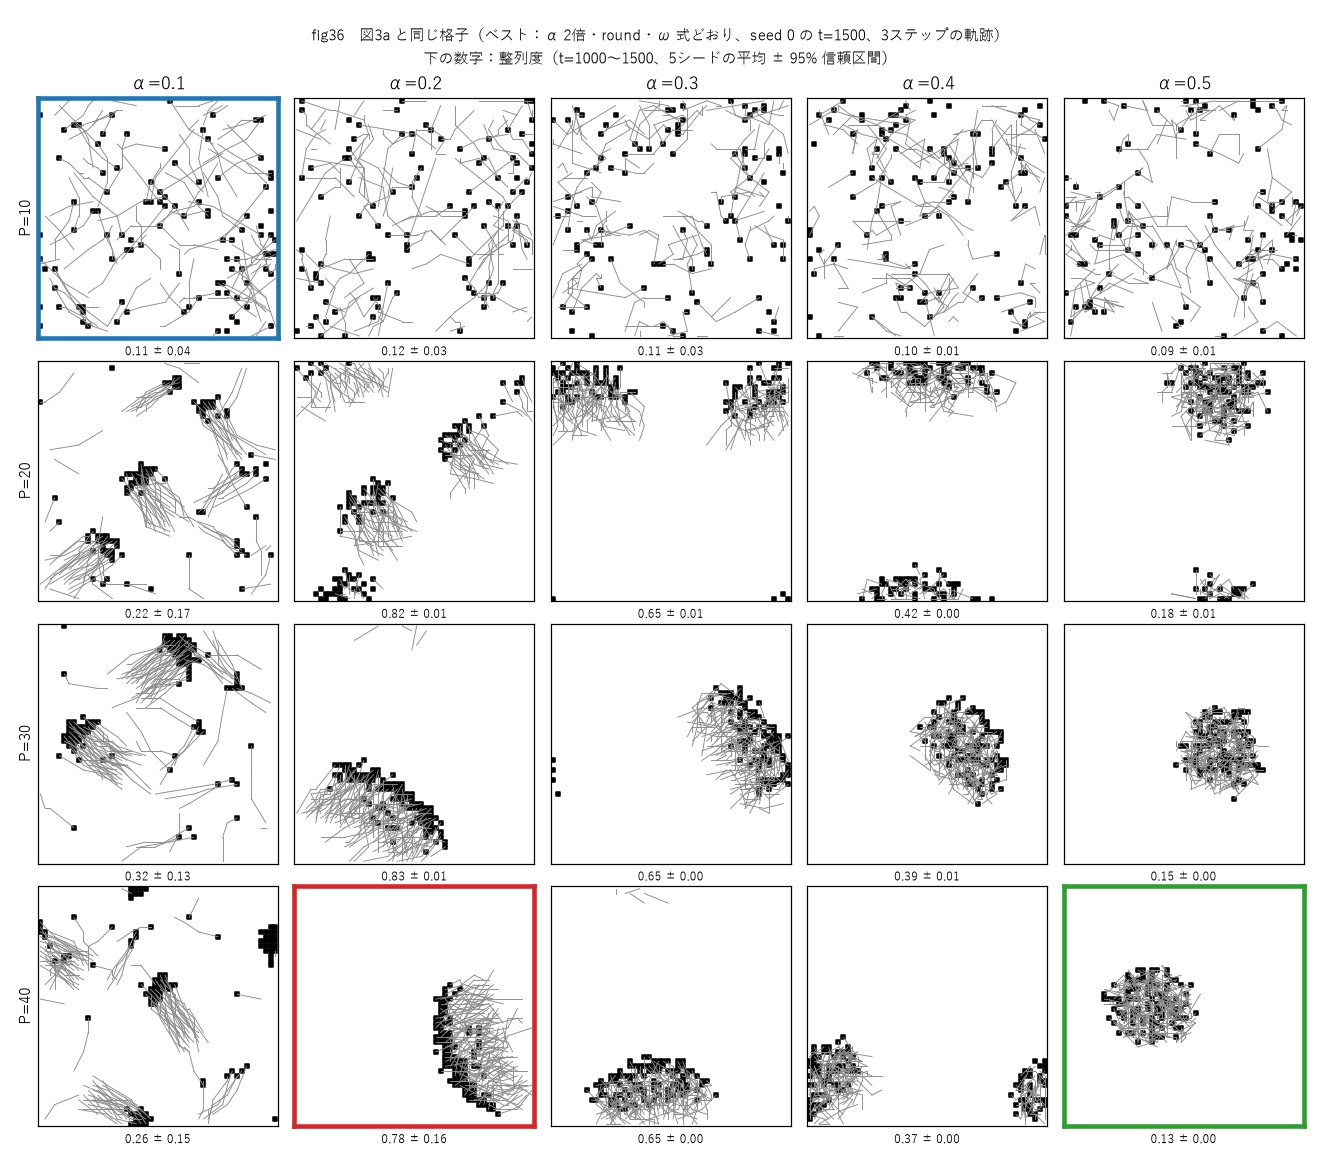 fig36　図3a と同じ格子（ベスト：α 2倍・round・ω 式どおり、seed 0 の t=1500、3ステップの軌跡）
下の数字：整列度（t=1000〜1500、5シードの平均 ± 95% 信頼区間）
α=0.1 α=0.2 α=0.3 α=0.4 α=0.5
P=10
0.11 ± 0.04 0.12 ± 0.03 0.11 ± 0.03 0.10 ± 0.01 0.09 ± 0.01
P=20
0.22 ± 0.17 0.82 ± 0.01 0.65 ± 0.01 0.42 ± 0.00 0.18 ± 0.01
P=30
0.32 ± 0.13 0.83 ± 0.01 0.65 ± 0.00 0.39 ± 0.01 0.15 ± 0.00
P=40
0.26 ± 0.15 0.78 ± 0.16 0.65 ± 0.00 0.37 ± 0.00 0.13 ± 0.00